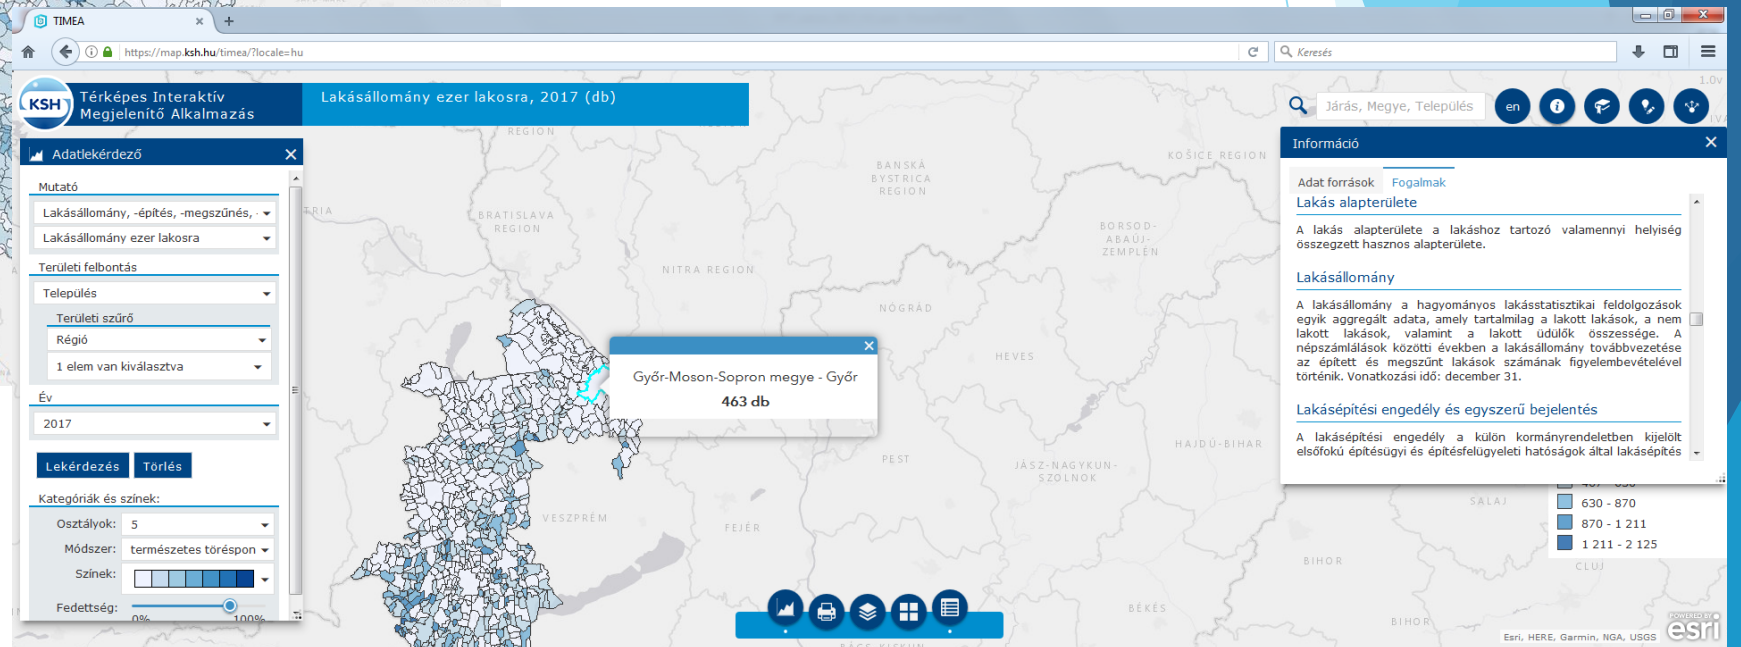 TIMEA
https://map.ksh.hu/timea/?locale=hu
Keresés
1.0v
KSH
Térképes Interaktív
Megjelenítő Alkalmazás
Lakásállomány ezer lakosra, 2017 (db)
Járás, Megye, Település
en
Adatlekérdező
Mutató
Lakásállomány, -építés, -megszűnés,
Lakásállomány ezer lakosra
Területi felbontás
Település
Területi szűrő
Régió
1 elem van kiválasztva
Év
2017
Lekérdezés
Törlés
Kategóriák és színek:
Osztályok:
5
Módszer:
természetes töréspon
Színek:
Fedettség:
0%
100%
REGION
BRATISLAVA
REGION
TRIA
BANSKÁ
BYSTRICA
REGION
KOŠICE REGION
NITRA REGION
BORSOD-
ABAÚJ-
ZEMPLÉN
NÓGRÁD
HEVES
Győr-Moson-Sopron megye - Győr
463 db
PEST
JÁSZ-NAGYKUN-
SZOLNOK
HAJDÚ-BIHAR
VESZPRÉM
FEJÉR
SALAJ
BIHOR
CLUJ
BÉKÉS
BIHOR
BÁCS-KISKUN
Információ
Adat források
Fogalmak
Lakás alapterülete
A lakás alapterülete a lakáshoz tartozó valamennyi helyiség
összegzett hasznos alapterülete.
Lakásállomány
A lakásállomány a hagyományos lakásstatisztikai feldolgozások
egyik aggregált adata, amely tartalmilag a lakott lakások, a nem
lakott lakások, valamint a lakott üdülők összessége. A
népszámlálások közötti években a lakásállomány továbbvezetése
az épített és megszűnt lakások számának figyelembevételével
történik. Vonatkozási idő: december 31.
Lakásépítési engedély és egyszerű bejelentés
A lakásépítési engedély a külön kormányrendeletben kijelölt
elsőfokú építésügyi és építésfelügyeleti hatóságok által lakásépítés
630 - 870
870 - 1 211
1 211 - 2 125
POWERED BY
esri
Esri, HERE, Garmin, NGA, USGS